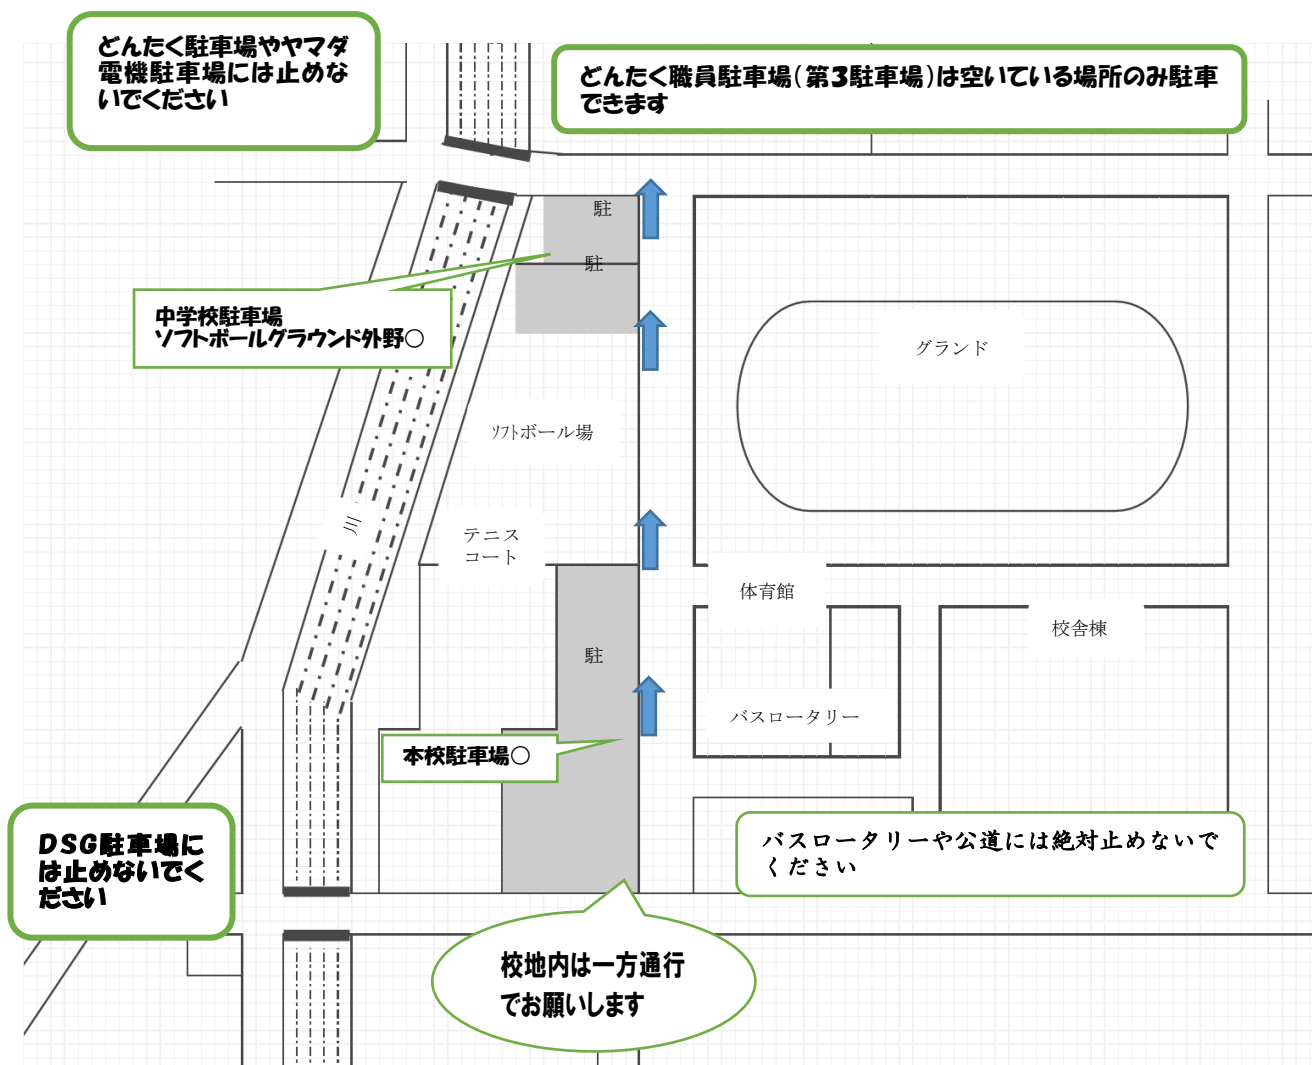 どんたく駐車場やヤマダ
電機駐車場には止めな
いでください
どんたく職員駐車場(第3駐車場)は空いている場所のみ駐車
できます
駐
駐
中学校駐車場
ソフトボールグラウンド外野○
グランド
ソフトボール場
川
テニス
コート
体育館
校舎棟
駐
バスロータリー
本校駐車場○
DSG駐車場に
は止めないでく
ださい
バスロータリーや公道には絶対止めないで
ください
校地内は一方通行
でお願いします